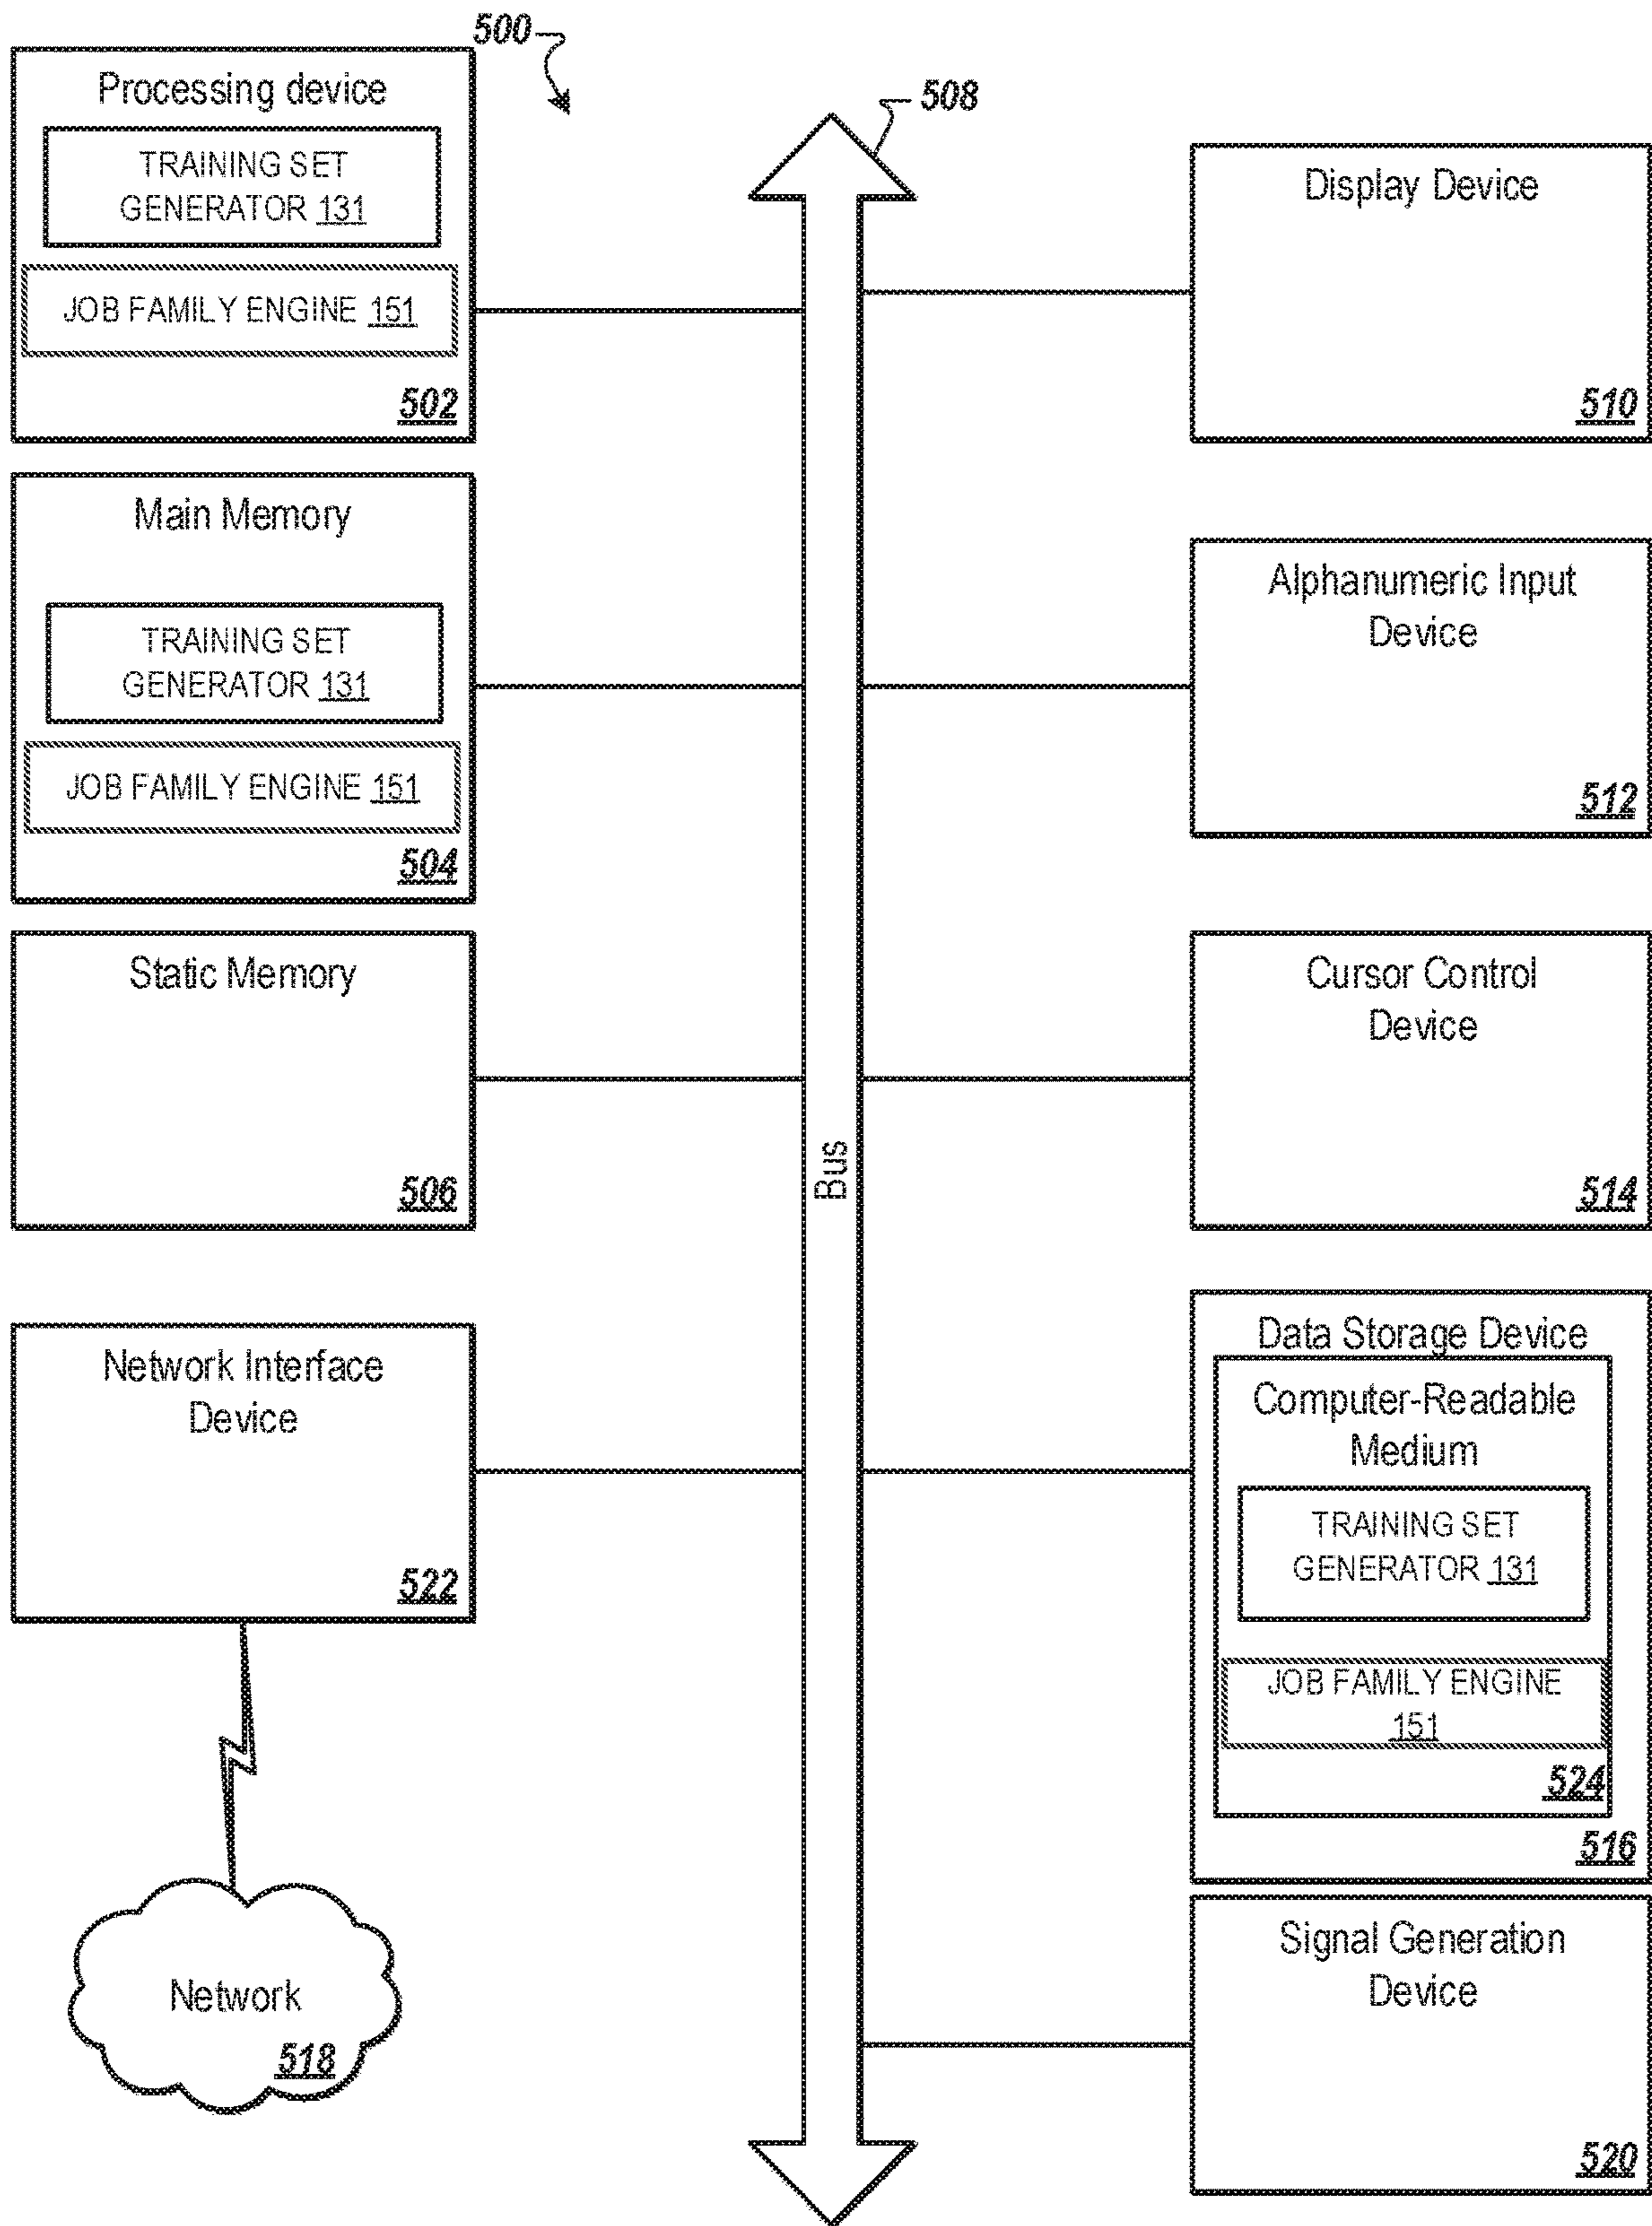 500
508
Processing device
TRAINING SET
GENERATOR 131
JOB FAMILY ENGINE 151
502
Main Memory
TRAINING SET
GENERATOR 131
JOB FAMILY ENGINE 151
504
Static Memory
506
Network Interface
Device
522
Network
518
Bus
Display Device
510
Alphanumeric Input
Device
512
Cursor Control
Device
514
Data Storage Device
Computer-Readable
Medium
TRAINING SET
GENERATOR 131
JOB FAMILY ENGINE
151
524
516
Signal Generation
Device
520